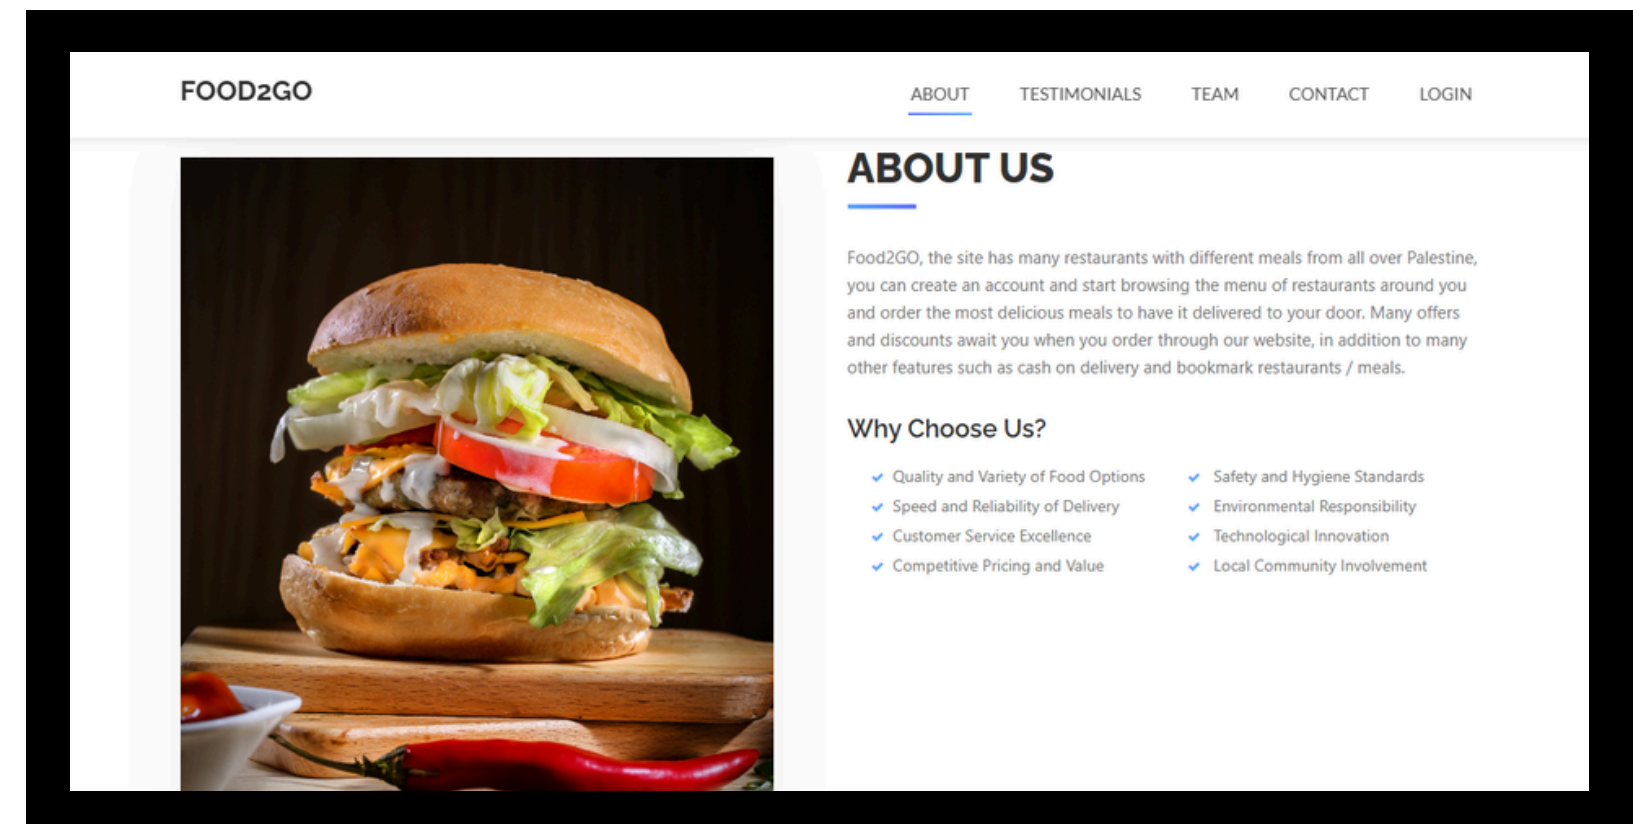 FOOD2GO
ABOUT
TESTIMONIALS
TEAM
CONTACT
LOGIN
ABOUT US
Food2GO, the site has many restaurants with different meals from all over Palestine,
you can create an account and start browsing the menu of restaurants around you
and order the most delicious meals to have it delivered to your door. Many offers
and discounts await you when you order through our website, in addition to many
other features such as cash on delivery and bookmark restaurants / meals.
Why Choose Us?
Quality and Variety of Food Options
Speed and Reliability of Delivery
Customer Service Excellence
Competitive Pricing and Value
Safety and Hygiene Standards
Environmental Responsibility
Technological Innovation
Local Community Involvement